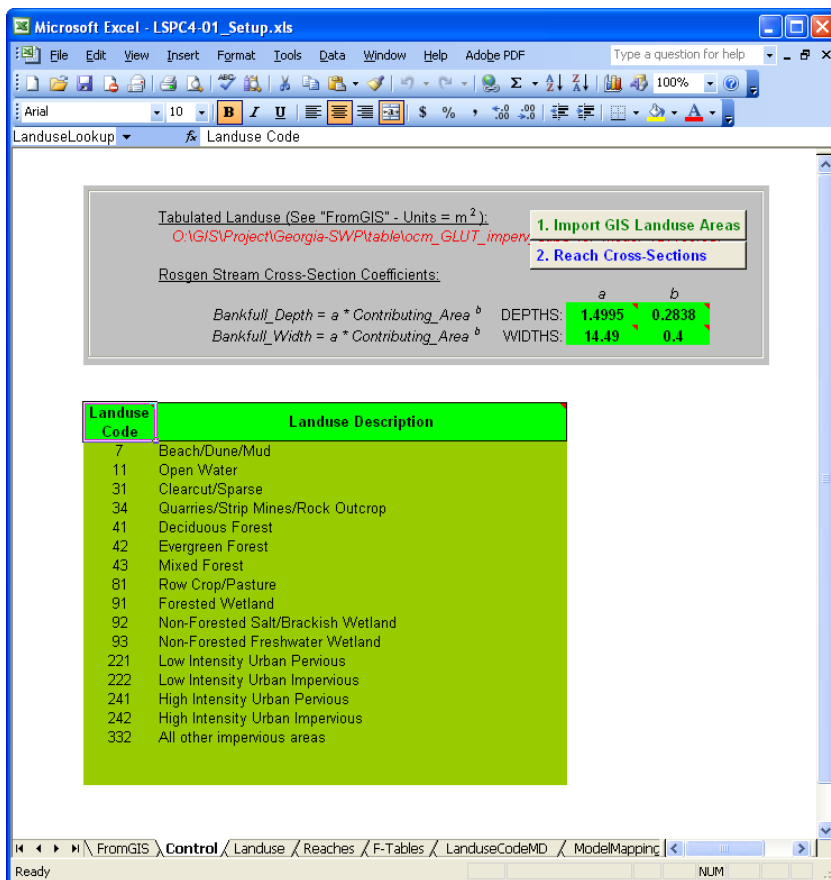 Microsoft Excel - LSPC4-01_Setup.xls
File Edit View Insert Format Tools Data Window Help Adobe PDF Type a question for help
100%
Arial 10 B I U $ % , .00 .00
LanduseLookup fx Landuse Code
Tabulated Landuse (See "FromGIS" - Units = m²):
1. Import GIS Landuse Areas
O:\GIS\Project\Georgia-SWP\table\ocm_GLUT_imperv
2. Reach Cross-Sections
Rosgen Stream Cross-Section Coefficients:
a b
Bankfull_Depth = a * Contributing_Area b DEPTHS: 1.4995 0.2838
Bankfull_Width = a * Contributing_Area b WIDTHS: 14.49 0.4
Landuse Code Landuse Description
7 Beach/Dune/Mud
11 Open Water
31 Clearcut/Sparse
34 Quarries/Strip Mines/Rock Outcrop
41 Deciduous Forest
42 Evergreen Forest
43 Mixed Forest
81 Row Crop/Pasture
91 Forested Wetland
92 Non-Forested Salt/Brackish Wetland
93 Non-Forested Freshwater Wetland
221 Low Intensity Urban Pervious
222 Low Intensity Urban Impervious
241 High Intensity Urban Pervious
242 High Intensity Urban Impervious
332 All other impervious areas
FromGIS Control Landuse Reaches F-Tables LanduseCodeMD ModelMapping
Ready NUM